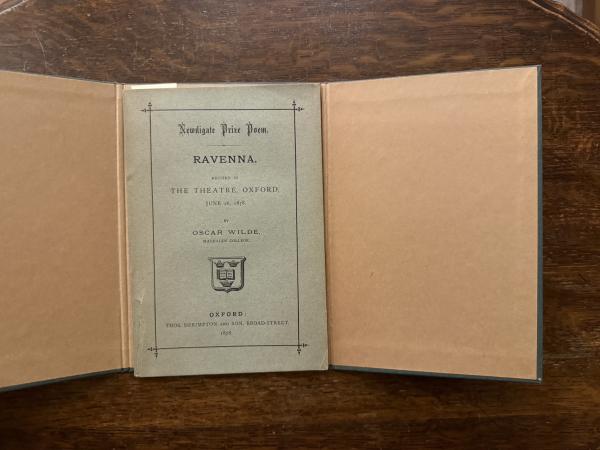 Newdigate Prize Poem.
RAVENNA.
RECITED IN
THE THEATRE, OXFORD,
JUNE 26, 1878.
BY
OSCAR WILDE,
MAGDALEN COLLEGE.
OXFORD:
THOS. SHRIMPTON AND SON, BROAD-STREET.
1878.